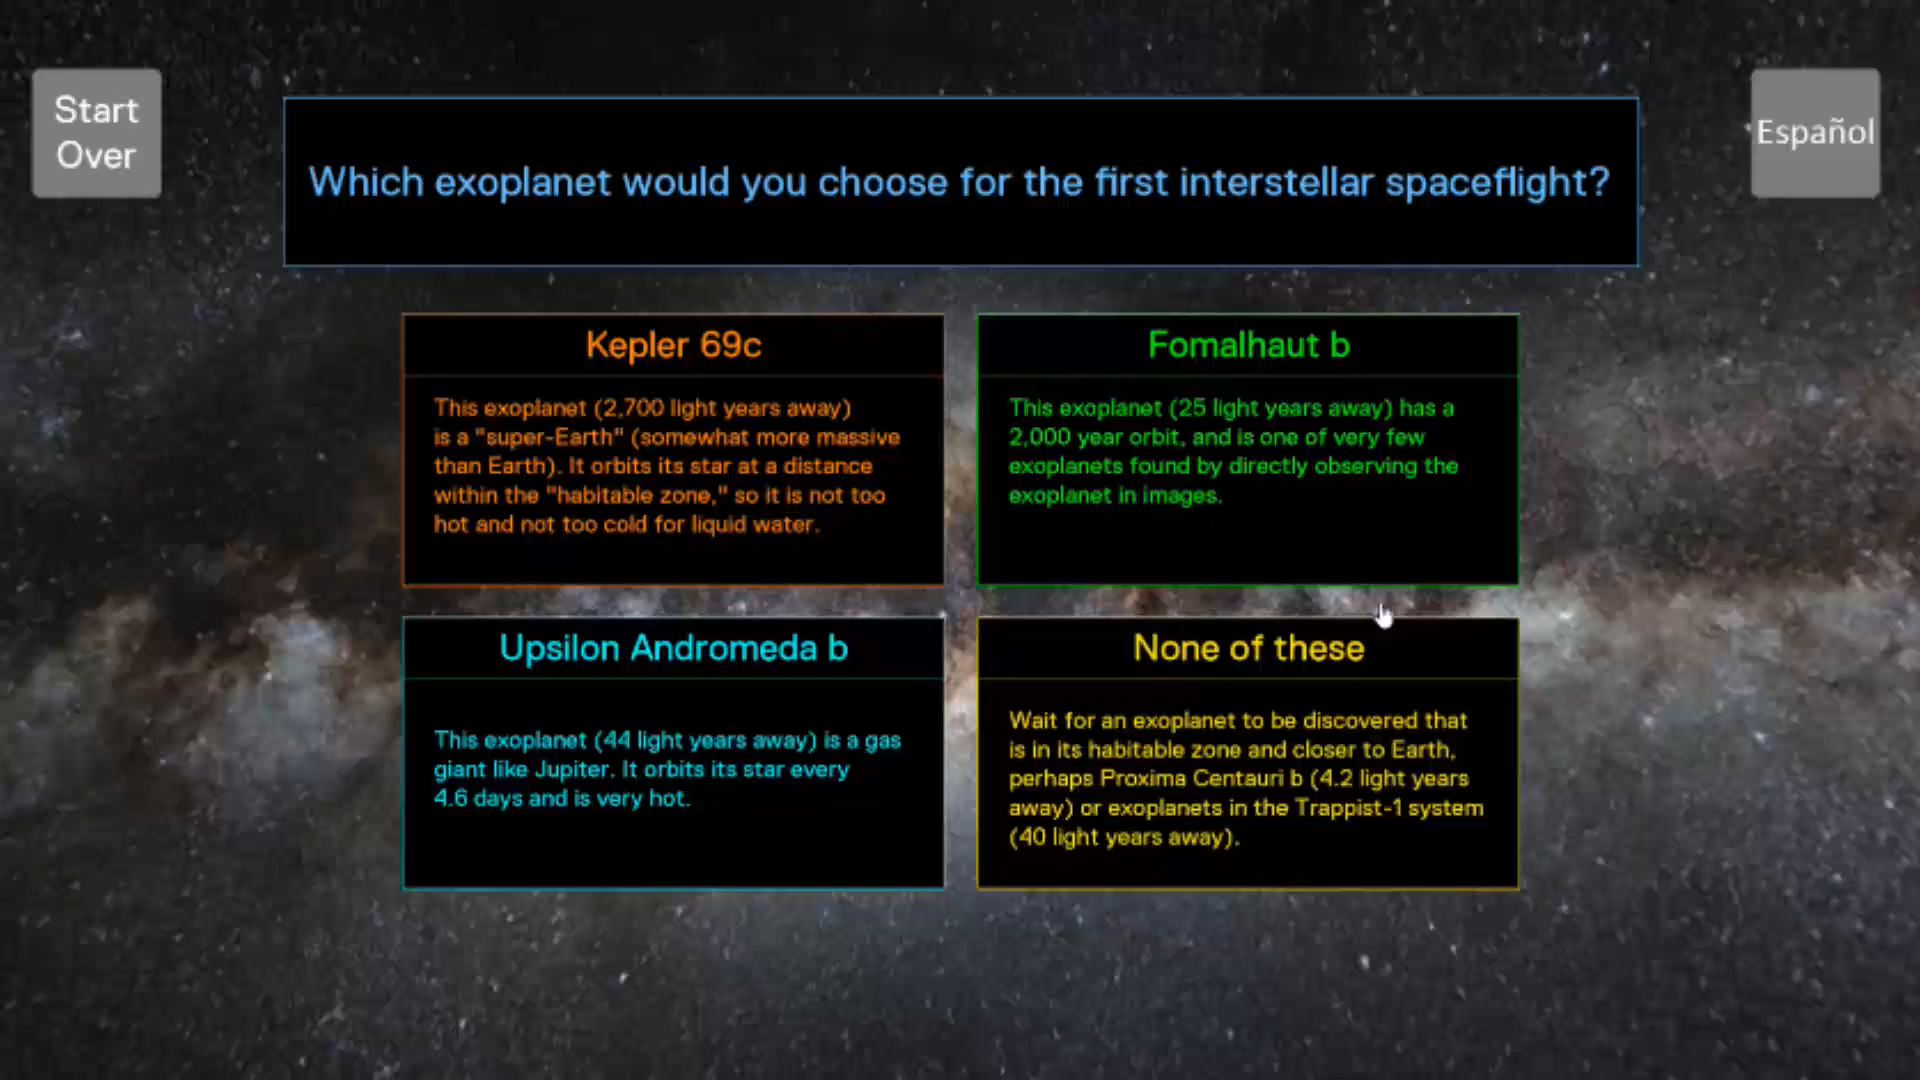 Start
Over
Español
Which exoplanet would you choose for the first interstellar spaceflight?
Kepler 69c
This exoplanet (2,700 light years away)
is a "super-Earth" (somewhat more massive
than Earth). It orbits its star at a distance
within the "habitable zone," so it is not too
hot and not too cold for liquid water.
Fomalhaut b
This exoplanet (25 light years away) has a
2,000 year orbit, and is one of very few
exoplanets found by directly observing the
exoplanet in images.
Upsilon Andromeda b
This exoplanet (44 light years away) is a gas
giant like Jupiter. It orbits its star every
4.6 days and is very hot.
None of these
Wait for an exoplanet to be discovered that
is in its habitable zone and closer to Earth,
perhaps Proxima Centauri b (4.2 light years
away) or exoplanets in the Trappist-1 system
(40 light years away).